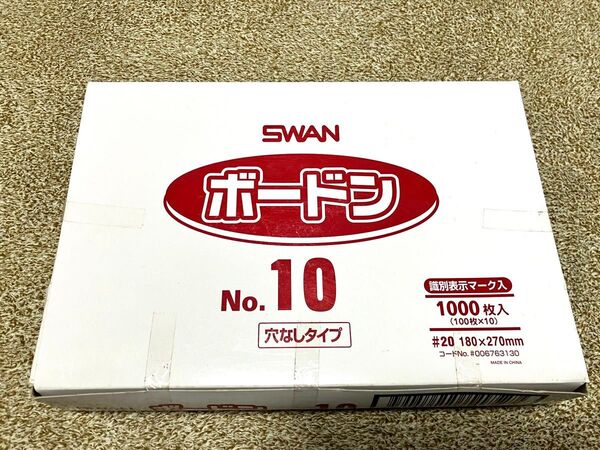 SWAN
ボードン
No. 10
穴なしタイプ
識別表示マーク入
1000枚入
(100枚×10)
#20 180×270mm
コードNo. #006763130
MADE IN CHINA